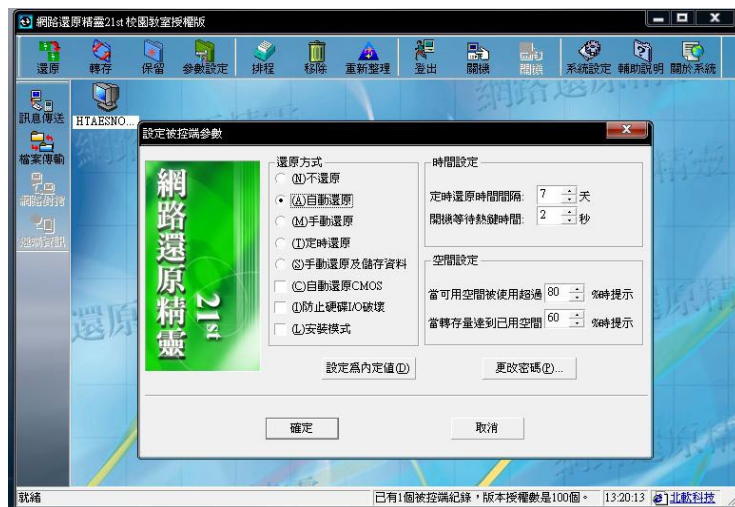 網路還原精靈21st 校園教室授權版
還原
轉存
保留
參數設定
排程
移除
重新整理
登出
關機
開機
系統設定
輔助說明
關於系統
訊息傳送
檔案傳輸
HTAESNO...
設定被控端參數
網路還原精靈
21st
還原方式
(N)不還原
(A)自動還原
(M)手動還原
(T)定時還原
(S)手動還原及儲存資料
(C)自動還原CMOS
(I)防止硬碟I/O破壞
(L)安裝模式
時間設定
定時還原時間間隔: 7 天
開機等待熱鍵時間: 2 秒
空間設定
當可用空間被使用超過 80 %時提示
當轉存量達到已用空間 60 %時提示
設定為內定值(D)
更改密碼(P)...
確定
取消
就緒
已有1個被控端紀錄，版本授權數是100個。
13:20:13
北軟科技